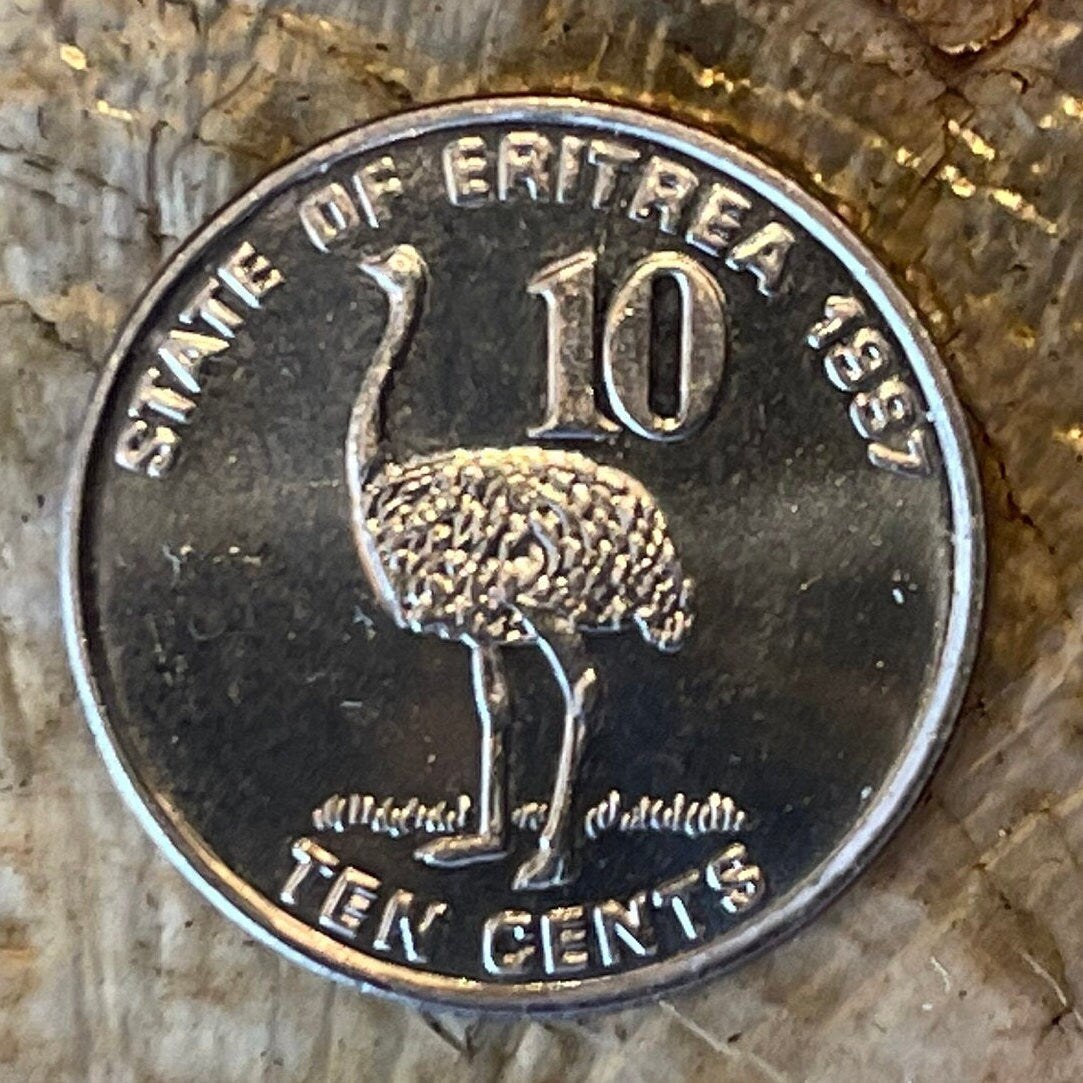 STATE OF ERITREA 1997
10
TEN CENTS